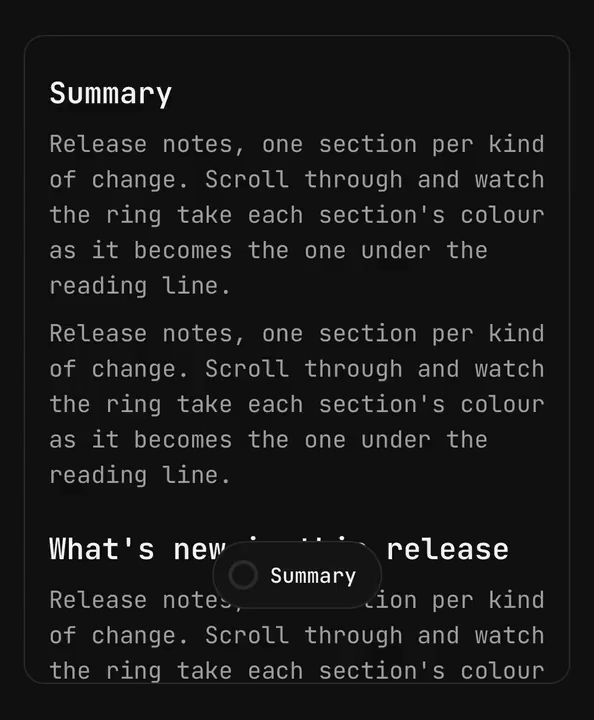 Summary
Release notes, one section per kind
of change. Scroll through and watch
the ring take each section's colour
as it becomes the one under the
reading line.
Release notes, one section per kind
of change. Scroll through and watch
the ring take each section's colour
as it becomes the one under the
reading line.
What's new in this release
Summary
Release notes, tion per kind
of change. Scroll through and watch
the ring take each section's colour